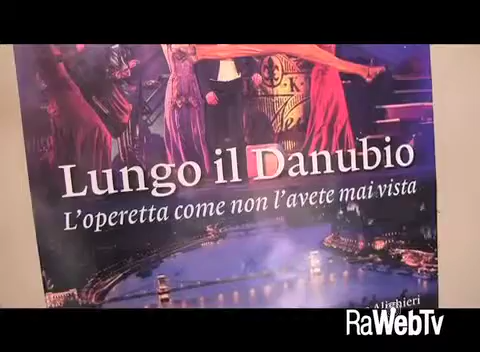 K
Lungo il Danubio
L'operetta come non l'avete mai vista
Alighieri
RaWebTv